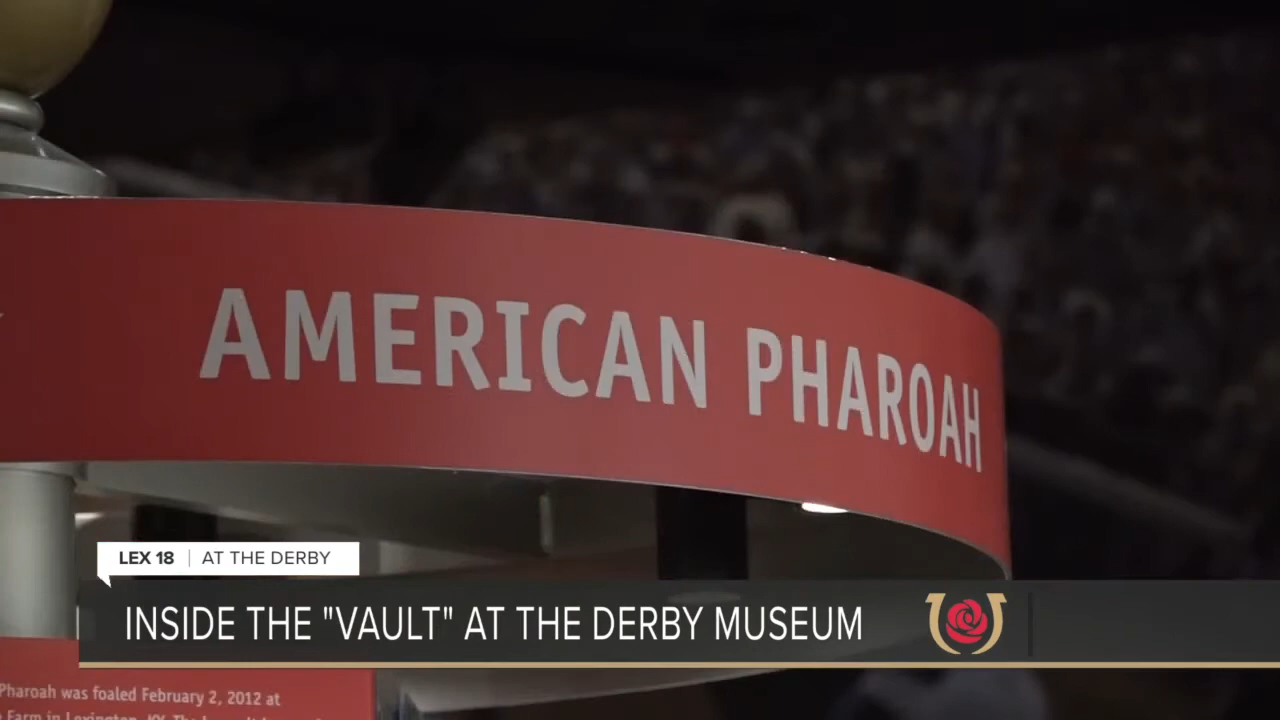 AMERICAN PHAROAH
LEX 18 | AT THE DERBY
INSIDE THE "VAULT" AT THE DERBY MUSEUM
Pharoah was foaled February 2, 2012 at
Farm in Lexington, KY.